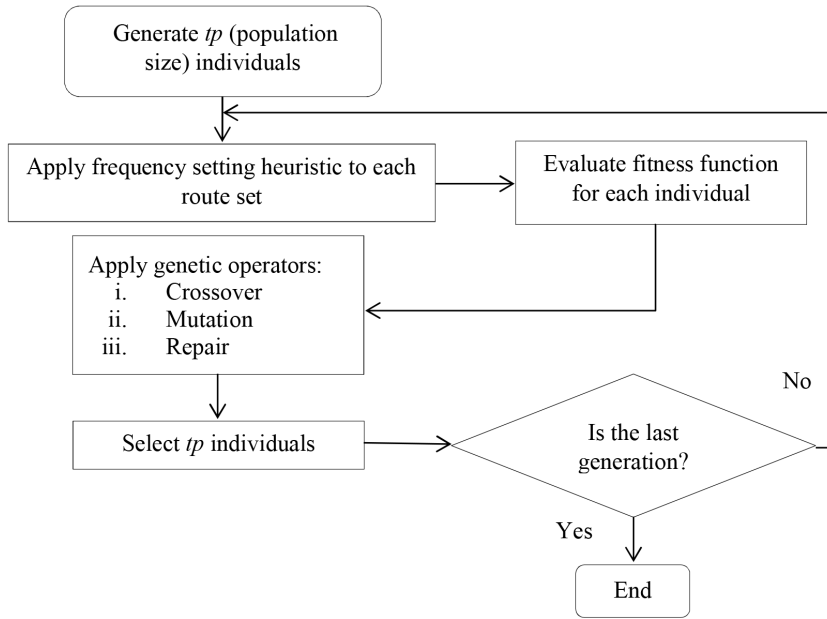 Generate tp (population
size) individuals
Apply frequency setting heuristic to each
route set
Evaluate fitness function
for each individual
Apply genetic operators:
i. Crossover
ii. Mutation
iii. Repair
Select tp individuals
Is the last
generation?
No
Yes
End